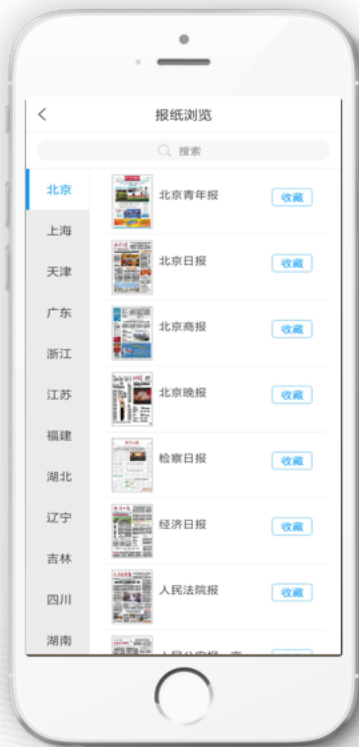 报纸浏览
搜索
北京
上海
天津
广东
浙江
江苏
福建
湖北
辽宁
吉林
四川
湖南
北京青年报
收藏
北京日报
收藏
北京商报
收藏
北京晚报
收藏
检察日报
收藏
经济日报
收藏
人民法院报
收藏